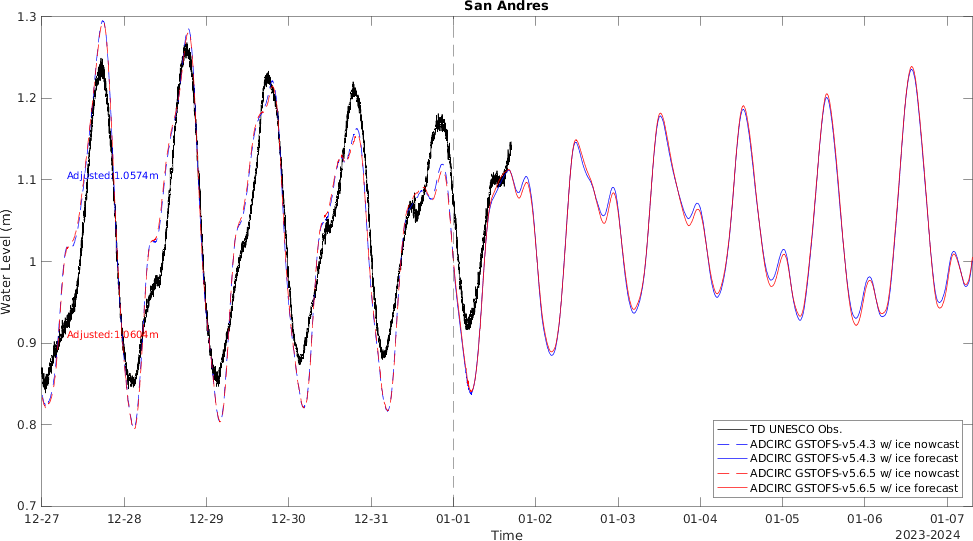 San Andres
1.3
1.2
1.1
1
0.9
0.8
0.7
Water Level (m)
Adjusted:1.0574m
Adjusted:1.0604m
TD UNESCO Obs.
ADCIRC GSTOFS-v5.4.3 w/ ice nowcast
ADCIRC GSTOFS-v5.4.3 w/ ice forecast
ADCIRC GSTOFS-v5.6.5 w/ ice nowcast
ADCIRC GSTOFS-v5.6.5 w/ ice forecast
12-27 12-28 12-29 12-30 12-31 01-01 01-02 01-03 01-04 01-05 01-06 01-07
Time
2023-2024